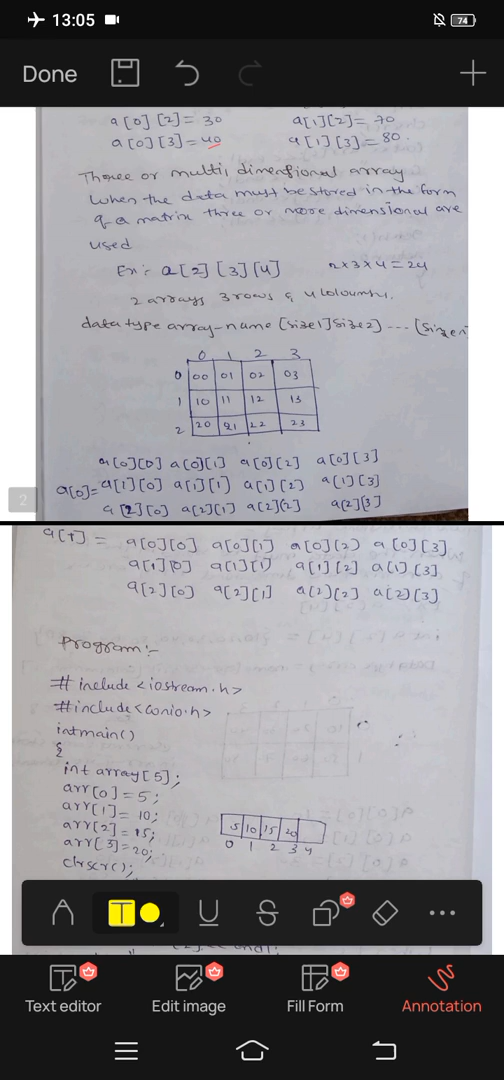 13:05
74
Done
a[0][2]=30 a[1][2]=70
a[0][3]=40 a[1][3]=80.
Three or multi, dimensional array
when the data must be stored in the form
of a matrix three or more dimensional are
used
Ex:- a[2][3][4] 2x3x4=24
2 arrays 3 rows & 4 coloumns.
data type array-name [size1]size2] --- [sizen
0 1 2 3
0 00 01 02 03
1 10 11 12 13
2 20 21 22 23
a[0][0] a[0][1] a[0][2] a[0][3]
a[0]= a[1][0] a[1][1] a[1][2] a[1][3]
a[2][0] a[2][1] a[2][2] a[2][3]
2
a[1] = a[0][0] a[0][1] a[0][2] a[0][3]
a[1][0] a[1][1] a[1][2] a[1][3]
a[2][0] a[2][1] a[2][2] a[2][3]
Program:-
# include <iostream.h>
#include<conio.h>
intmain()
{
int array[5];
arr[0]=5;
arr[1]=10;
arr[2]=15;
arr[3]=20;
clrscr();
5 10 15 20
0 1 2 3 4
Text editor
Edit image
Fill Form
Annotation